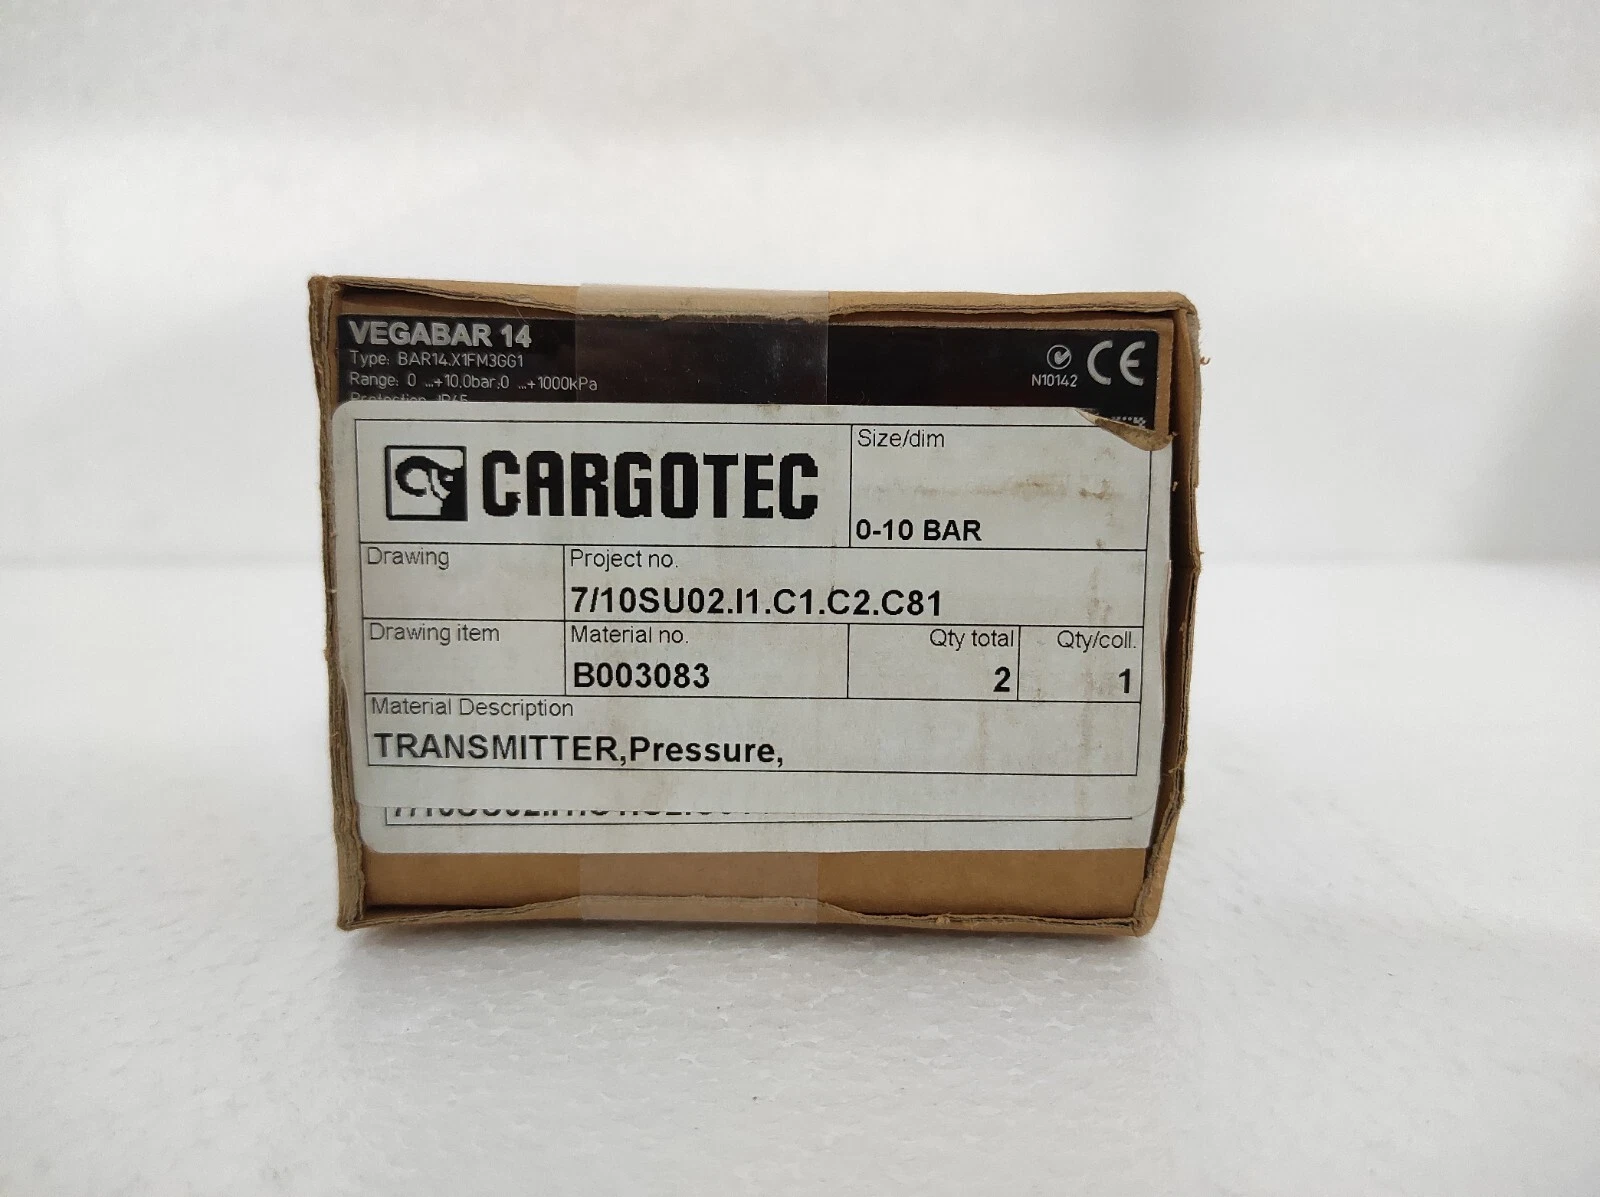 VEGABAR 14
Type: BAR14.X1FM3GG1
Range: 0 ...+10,0bar;0 ...+1000kPa
Protection IP65
N10142
CE
CARGOTEC
Size/dim
0-10 BAR
Drawing
Project no.
7/10SU02.I1.C1.C2.C81
Drawing item
Material no.
Qty total
Qty/coll.
B003083
2
1
Material Description
TRANSMITTER,Pressure,